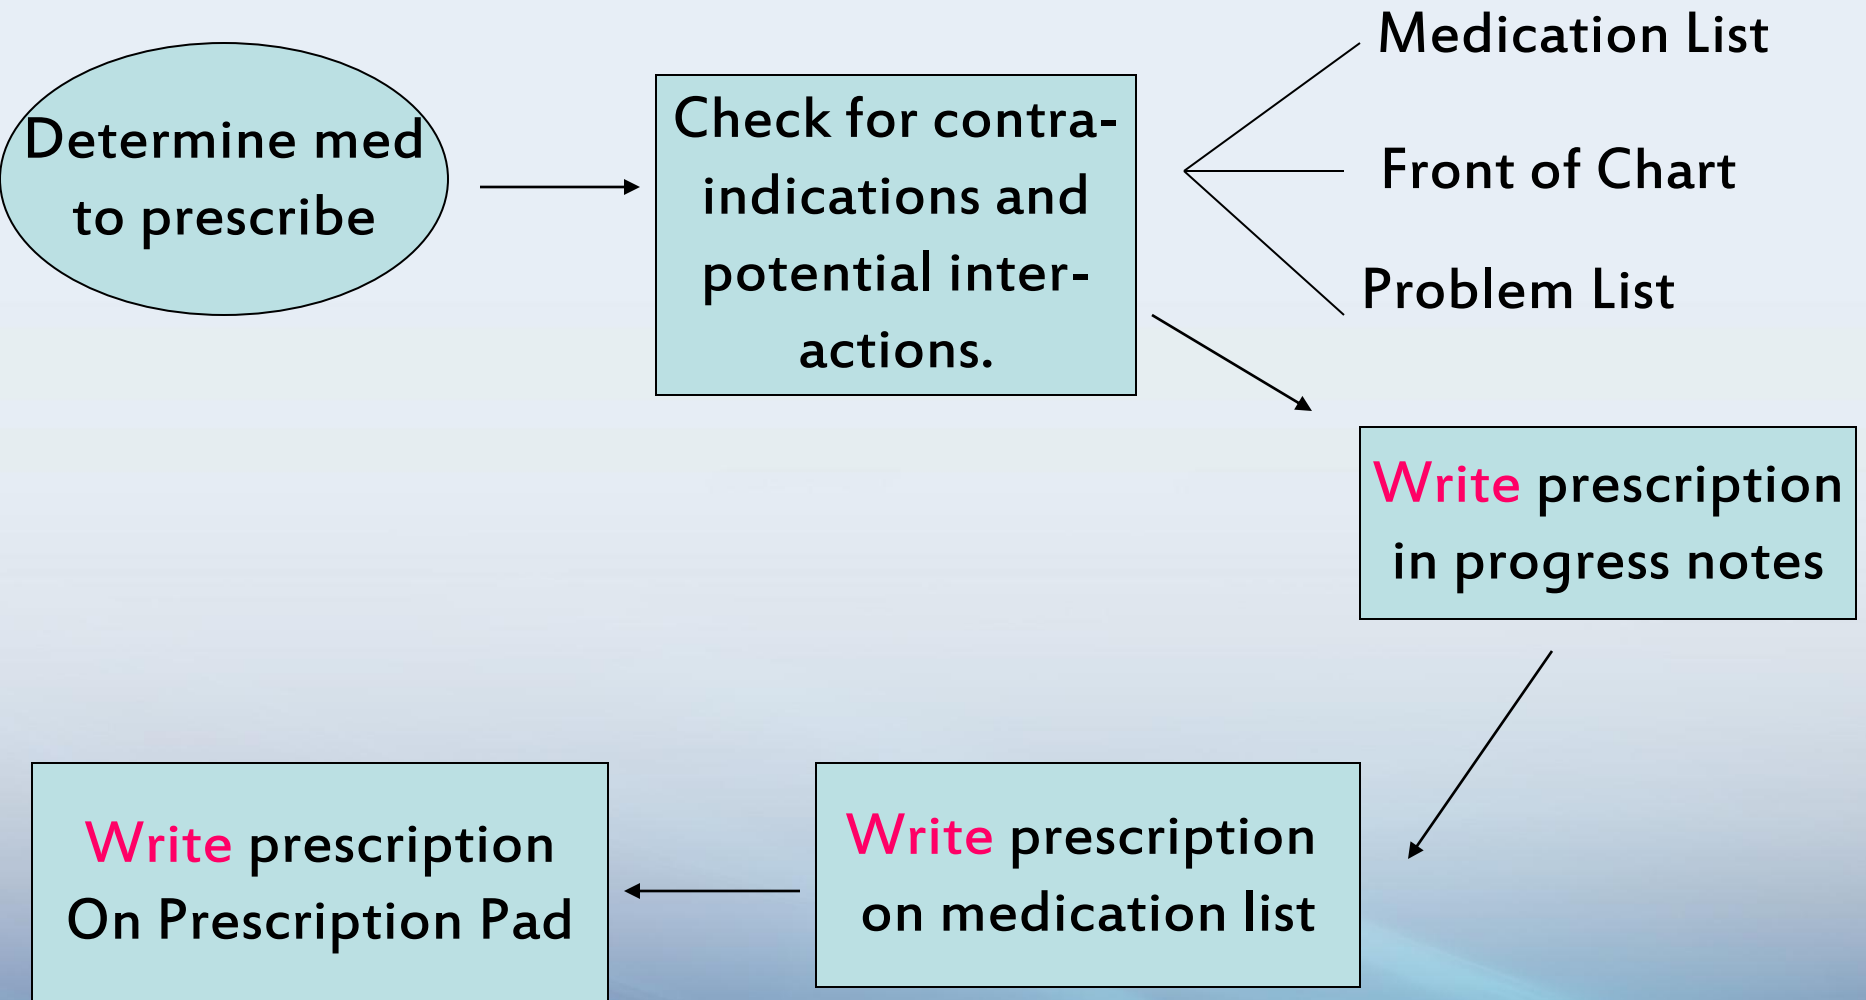 Determine med
to prescribe
Check for contra-
indications and
potential inter-
actions.
Medication List
Front of Chart
Problem List
Write prescription
in progress notes
Write prescription
on medication list
Write prescription
On Prescription Pad